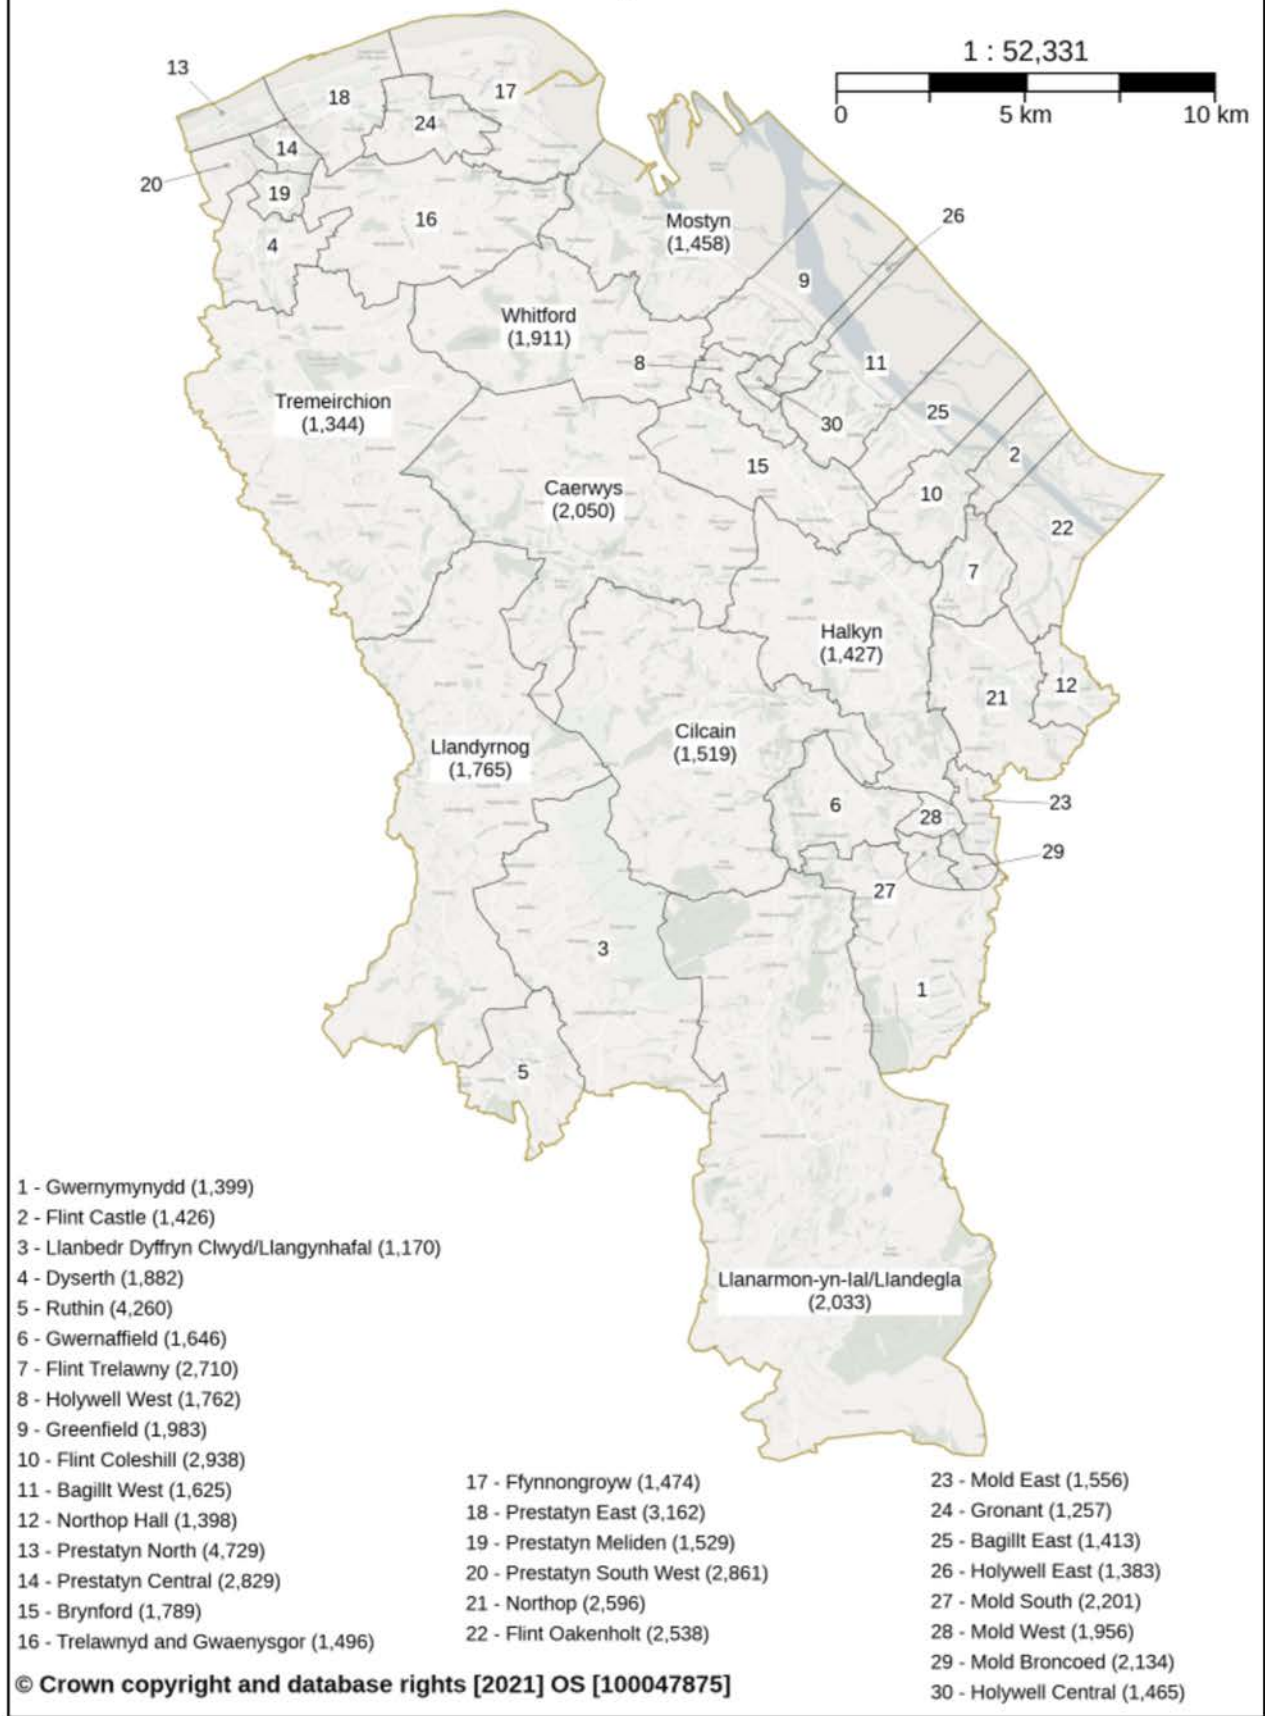 1 : 52,331
0 5 km 10 km
13
18
17
24
14
20
19
16
4
Mostyn
(1,458)
26
9
Whitford
(1,911)
8
11
Tremeirchion
(1,344)
25
30
15
2
Caerwys
(2,050)
10
22
7
Halkyn
(1,427)
12
21
Cilcain
(1,519)
Llandyrnog
(1,765)
6
23
28
29
27
3
1
5
Llanarmon-yn-Ial/Llandegla
(2,033)
1 - Gwernymynydd (1,399)
2 - Flint Castle (1,426)
3 - Llanbedr Dyffryn Clwyd/Llangynhafal (1,170)
4 - Dyserth (1,882)
5 - Ruthin (4,260)
6 - Gwernaffield (1,646)
7 - Flint Trelawny (2,710)
8 - Holywell West (1,762)
9 - Greenfield (1,983)
10 - Flint Coleshill (2,938)
11 - Bagillt West (1,625)
12 - Northop Hall (1,398)
13 - Prestatyn North (4,729)
14 - Prestatyn Central (2,829)
15 - Brynford (1,789)
16 - Trelawnyd and Gwaenysgor (1,496)
17 - Ffynnongroyw (1,474)
18 - Prestatyn East (3,162)
19 - Prestatyn Meliden (1,529)
20 - Prestatyn South West (2,861)
21 - Northop (2,596)
22 - Flint Oakenholt (2,538)
23 - Mold East (1,556)
24 - Gronant (1,257)
25 - Bagillt East (1,413)
26 - Holywell East (1,383)
27 - Mold South (2,201)
28 - Mold West (1,956)
29 - Mold Broncoed (2,134)
30 - Holywell Central (1,465)
© Crown copyright and database rights [2021] OS [100047875]